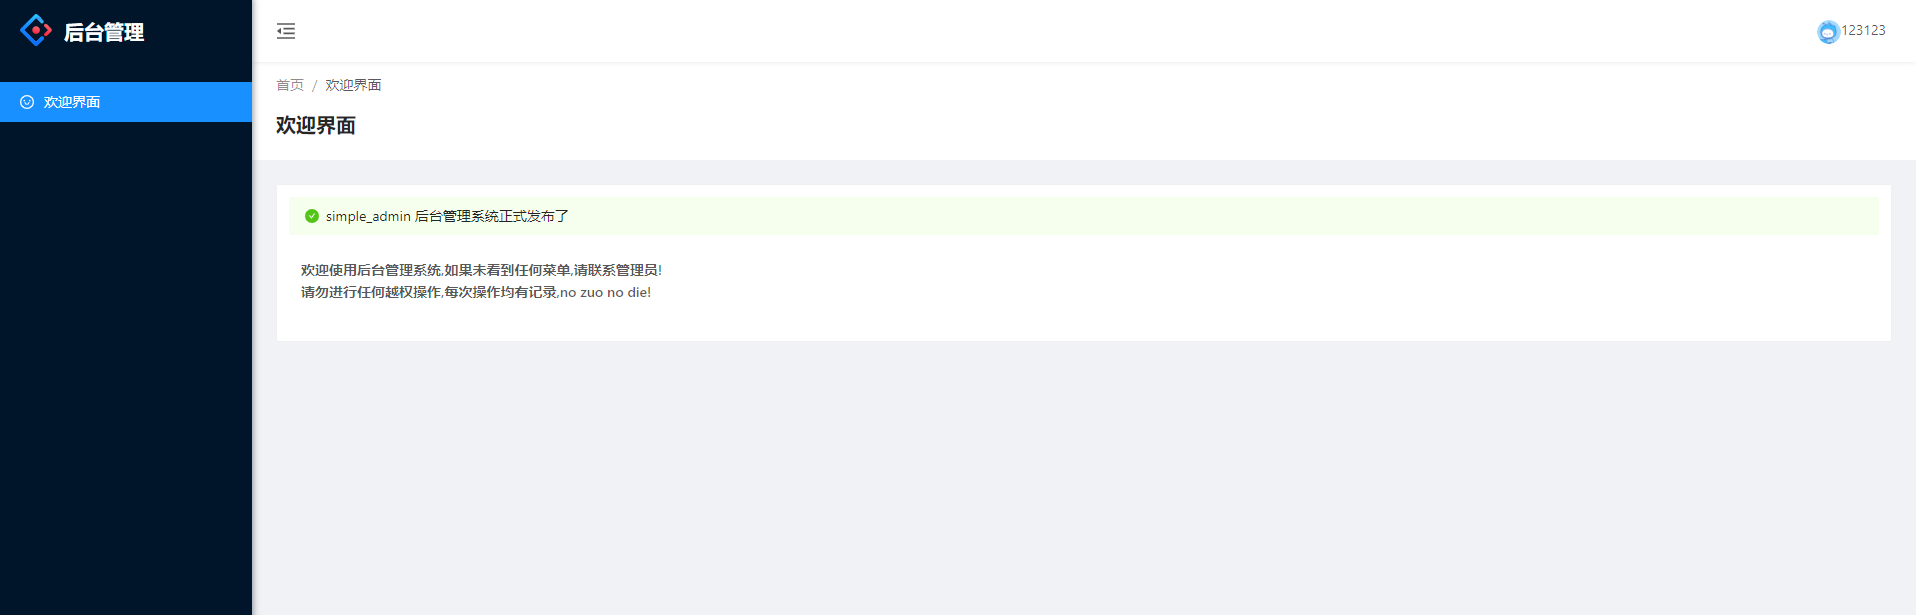 后台管理
123123
欢迎界面
首页 / 欢迎界面
欢迎界面
simple_admin 后台管理系统正式发布了
欢迎使用后台管理系统,如果未看到任何菜单,请联系管理员!
请勿进行任何越权操作,每次操作均有记录,no zuo no die!